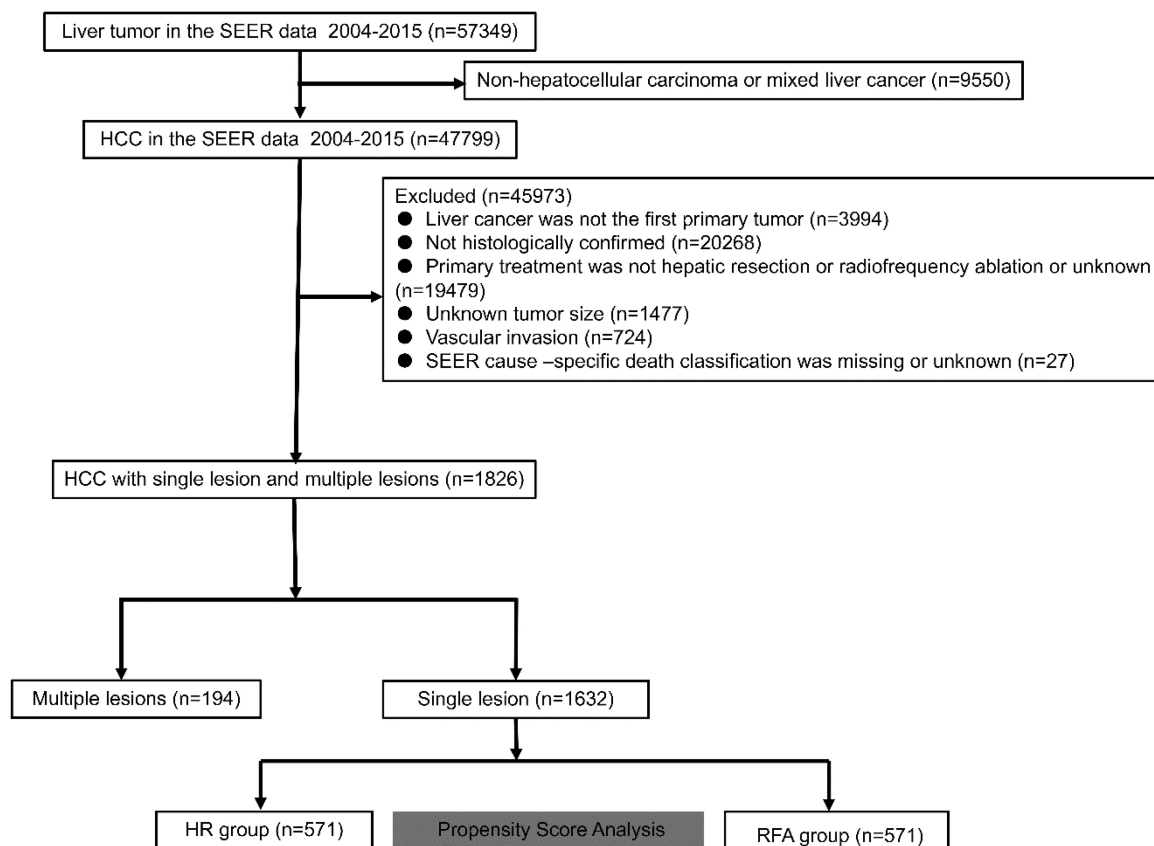 Liver tumor in the SEER data  2004-2015 (n=57349)
Non-hepatocellular carcinoma or mixed liver cancer (n=9550)
HCC in the SEER data  2004-2015 (n=47799)
Excluded (n=45973)
● Liver cancer was not the first primary tumor (n=3994)
● Not histologically confirmed (n=20268)
● Primary treatment was not hepatic resection or radiofrequency ablation or unknown
(n=19479)
● Unknown tumor size (n=1477)
● Vascular invasion (n=724)
● SEER cause –specific death classification was missing or unknown (n=27)
HCC with single lesion and multiple lesions (n=1826)
Multiple lesions (n=194)
Single lesion (n=1632)
HR group (n=571)
Propensity Score Analysis
RFA group (n=571)